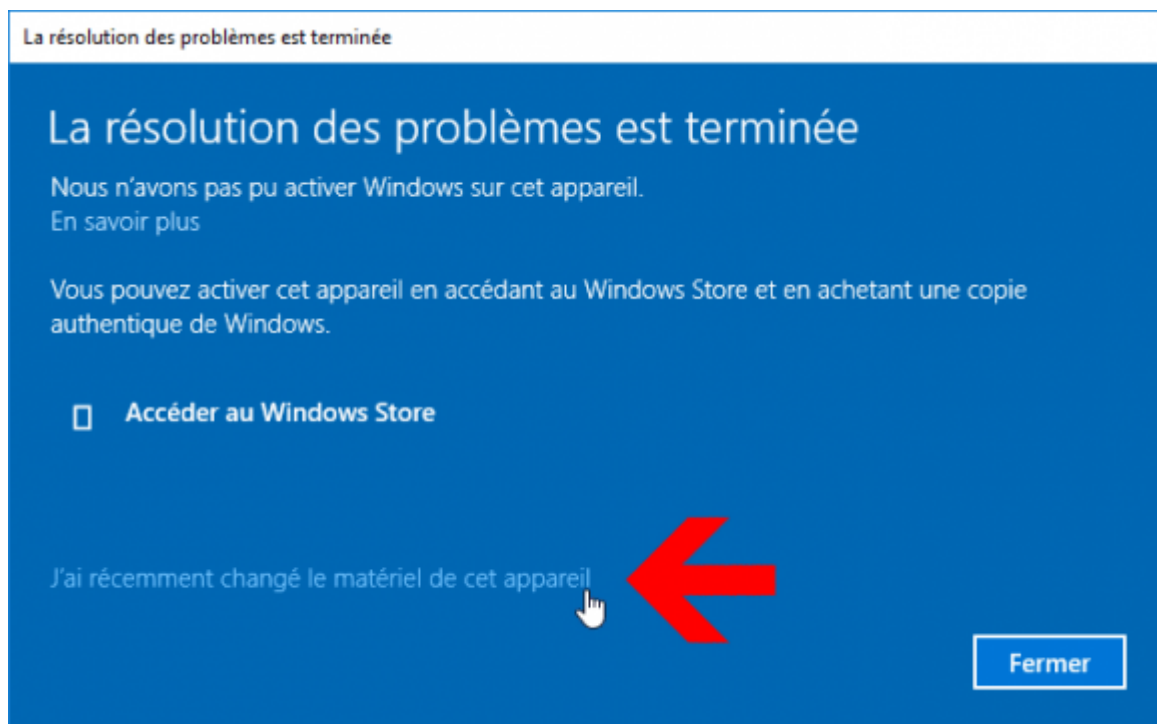 La résolution des problèmes est terminée
La résolution des problèmes est terminée
Nous n'avons pas pu activer Windows sur cet appareil.
En savoir plus
Vous pouvez activer cet appareil en accédant au Windows Store et en achetant une copie
authentique de Windows.
Accéder au Windows Store
J'ai récemment changé le matériel de cet appareil
Fermer